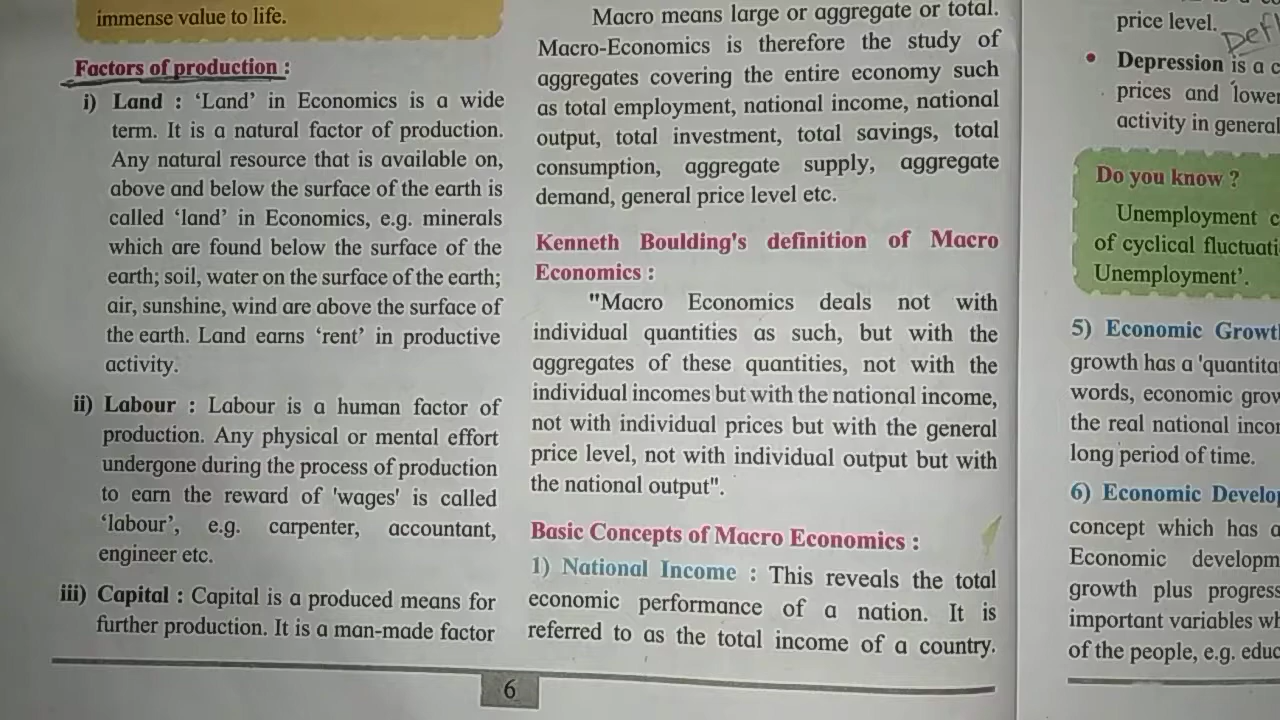 immense value to life.
Factors of production :
i) Land : ‘Land’ in Economics is a wide
term. It is a natural factor of production.
Any natural resource that is available on,
above and below the surface of the earth is
called ‘land’ in Economics, e.g. minerals
which are found below the surface of the
earth; soil, water on the surface of the earth;
air, sunshine, wind are above the surface of
the earth. Land earns ‘rent’ in productive
activity.
ii) Labour : Labour is a human factor of
production. Any physical or mental effort
undergone during the process of production
to earn the reward of 'wages' is called
‘labour’, e.g. carpenter, accountant,
engineer etc.
iii) Capital : Capital is a produced means for
further production. It is a man-made factor
Macro means large or aggregate or total.
Macro-Economics is therefore the study of
aggregates covering the entire economy such
as total employment, national income, national
output, total investment, total savings, total
consumption, aggregate supply, aggregate
demand, general price level etc.
Kenneth Boulding's definition of Macro
Economics :
"Macro Economics deals not with
individual quantities as such, but with the
aggregates of these quantities, not with the
individual incomes but with the national income,
not with individual prices but with the general
price level, not with individual output but with
the national output".
Basic Concepts of Macro Economics :
1) National Income : This reveals the total
economic performance of a nation. It is
referred to as the total income of a country.
6
price level.
• Depression is a
prices and lower
activity in general
Do you know ?
Unemployment
of cyclical
Unemployment’.
5) Economic
growth has a
words, economic
the real national
long period of time.
6) Economic
concept which has
Economic
growth plus
important variables
of the people, e.g.